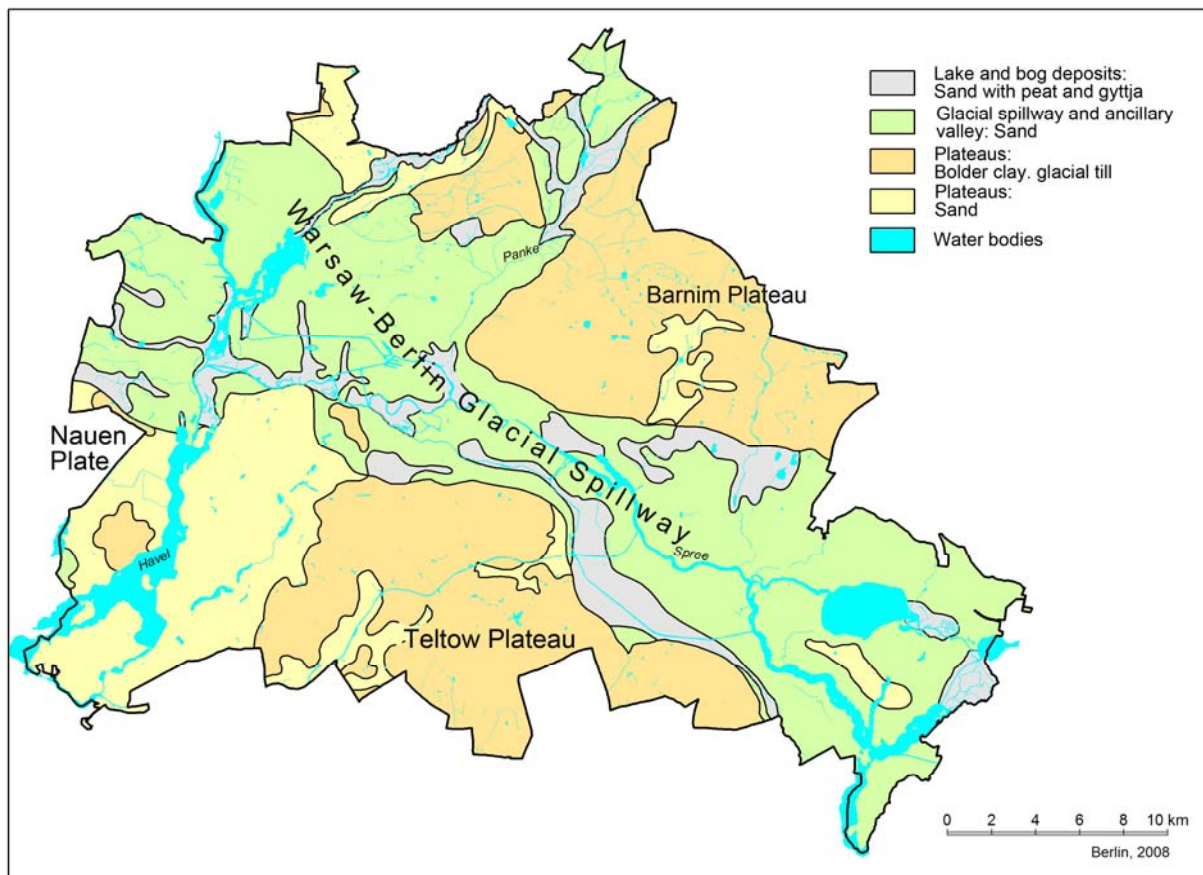 Lake and bog deposits:
Sand with peat and gyttja
Glacial spillway and ancillary
valley: Sand
Plateaus:
Bolder clay. glacial till
Plateaus:
Sand
Water bodies
Warsaw-Berlin Glacial Spillway
Panke
Barnim Plateau
Nauen
Plate
Havel
Spree
Teltow Plateau
0 2 4 6 8 10 km
Berlin, 2008